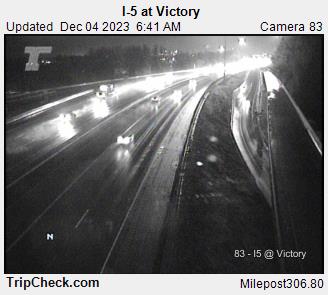 I-5 at Victory
Updated Dec 04 2023 6:41 AM Camera 83
T
N
83 - I5 @ Victory
TripCheck.com Milepost306.80